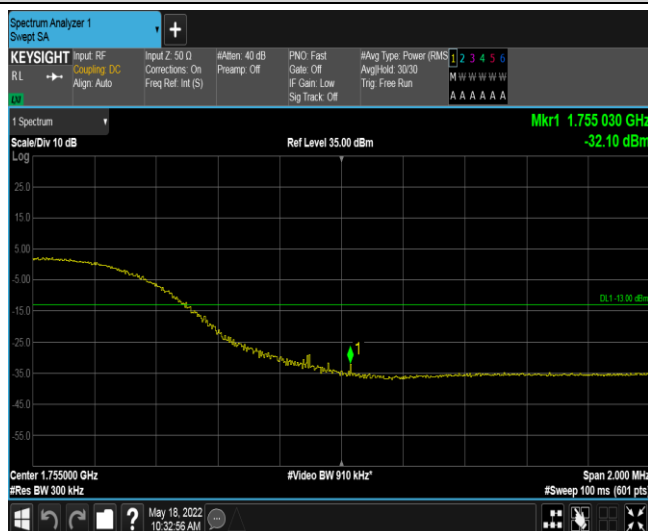 Spectrum Analyzer 1
Swept SA
KEYSIGHT
RL
LXI
Input: RF
Coupling: DC
Align: Auto
Input Z: 50 Ω
Corrections: On
Freq Ref: Int (S)
#Atten: 40 dB
Preamp: Off
PNO: Fast
Gate: Off
IF Gain: Low
Sig Track: Off
#Avg Type: Power (RMS
Avg|Hold: 30/30
Trig: Free Run
1 2 3 4 5 6
M W W W W W
A A A A A A
1 Spectrum
Mkr1 1.755 030 GHz
Scale/Div 10 dB
Ref Level 35.00 dBm
-32.10 dBm
Log
25.0
15.0
5.00
-5.00
DL1 -13.00 dBm
-15.0
-25.0
1
-35.0
-45.0
-55.0
Center 1.755000 GHz
#Video BW 910 kHz*
Span 2.000 MHz
#Res BW 300 kHz
#Sweep 100 ms (601 pts)
?
May 18, 2022
10:32:56 AM